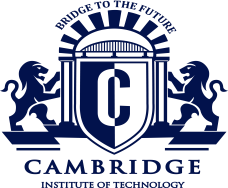 BRIDGE TO THE FUTURE
C
CAMBRIDGE
INSTITUTE OF TECHNOLOGY